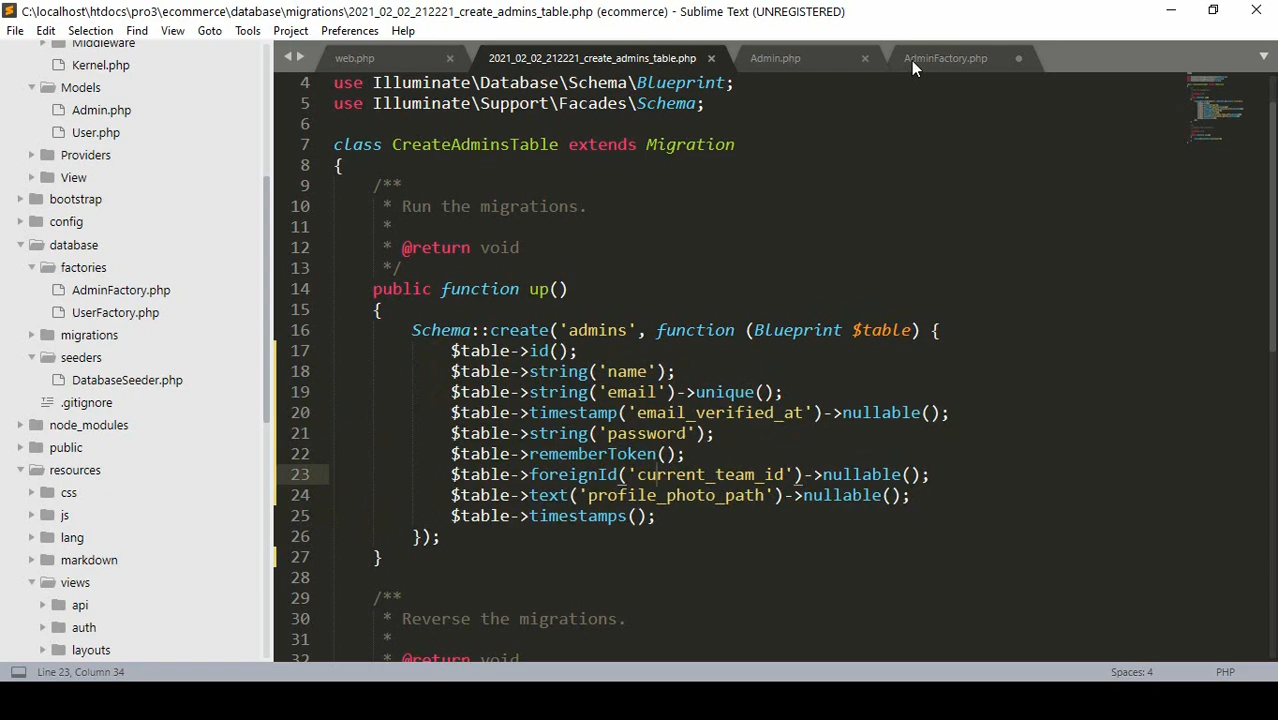 C:\localhost\htdocs\pro3\ecommerce\database\migrations\2021_02_02_212221_create_admins_table.php (ecommerce) - Sublime Text (UNREGISTERED)
File Edit Selection Find View Goto Tools Project Preferences Help
Middleware
Kernel.php
Models
Admin.php
User.php
Providers
View
bootstrap
config
database
factories
AdminFactory.php
UserFactory.php
migrations
seeders
DatabaseSeeder.php
.gitignore
node_modules
public
resources
css
js
lang
markdown
views
api
auth
layouts
web.php 2021_02_02_212221_create_admins_table.php Admin.php AdminFactory.php
4 use Illuminate\Database\Schema\Blueprint;
5 use Illuminate\Support\Facades\Schema;
6
7 class CreateAdminsTable extends Migration
8 {
9 /**
10 * Run the migrations.
11 *
12 * @return void
13 */
14 public function up()
15 {
16 Schema::create('admins', function (Blueprint $table) {
17 $table->id();
18 $table->string('name');
19 $table->string('email')->unique();
20 $table->timestamp('email_verified_at')->nullable();
21 $table->string('password');
22 $table->rememberToken();
23 $table->foreignId('current_team_id')->nullable();
24 $table->text('profile_photo_path')->nullable();
25 $table->timestamps();
26 });
27 }
28
29 /**
30 * Reverse the migrations.
31 *
32 * @return void
Line 23, Column 34 Spaces: 4 PHP